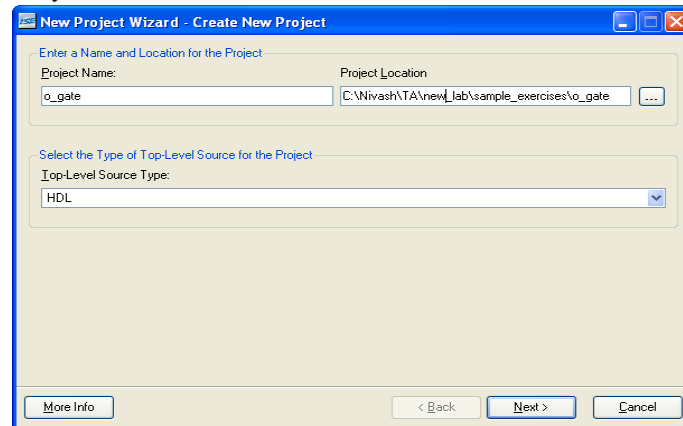 ISE New Project Wizard - Create New Project
Enter a Name and Location for the Project
Project Name:
Project Location
o_gate
C:\Nivash\TA\new_lab\sample_exercises\o_gate
...
Select the Type of Top-Level Source for the Project
Top-Level Source Type:
HDL
More Info
< Back
Next >
Cancel